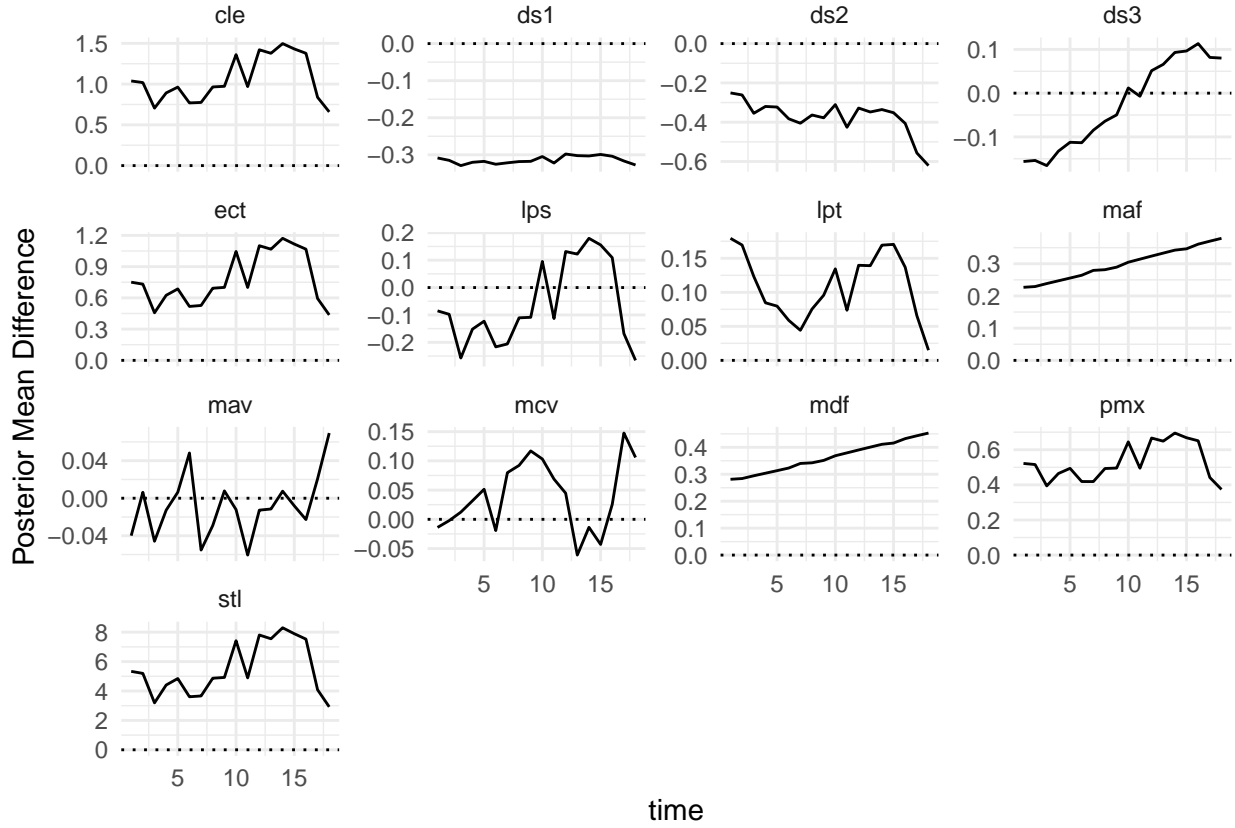 cle ds1 ds2 ds3
1.5 1.0 0.5 0.0
0.0 −0.1 −0.2 −0.3
0.0 −0.2 −0.4 −0.6
0.1 0.0 −0.1
ect lps lpt maf
1.2 0.9 0.6 0.3 0.0
0.2 0.1 0.0 −0.1 −0.2
0.15 0.10 0.05 0.00
0.3 0.2 0.1 0.0
mav mcv mdf pmx
0.04 0.00 −0.04
0.15 0.10 0.05 0.00 −0.05
0.4 0.3 0.2 0.1 0.0
0.6 0.4 0.2 0.0
5 10 15 5 10 15 5 10 15
stl
8 6 4 2 0
5 10 15
time
Posterior Mean Difference